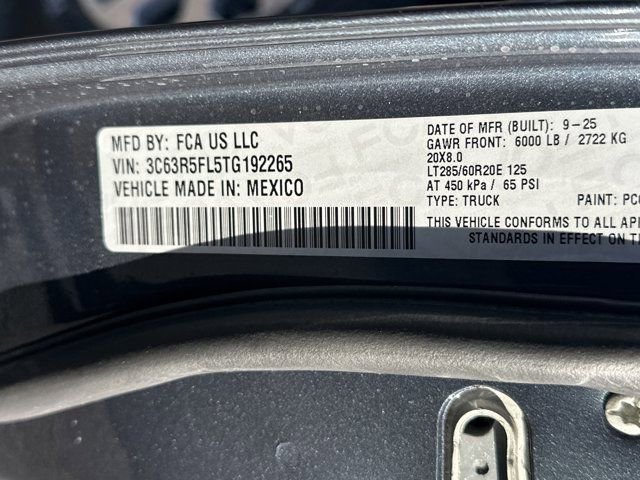 MFD BY: FCA US LLC
VIN: 3C63R5FL5TG192265
VEHICLE MADE IN: MEXICO
DATE OF MFR (BUILT): 9-25
GAWR FRONT: 6000 LB / 2722 KG
20X8.0
LT285/60R20E 125
AT 450 kPa / 65 PSI
TYPE: TRUCK PAINT:
THIS VEHICLE CONFORMS TO ALL
STANDARDS IN EFFECT ON